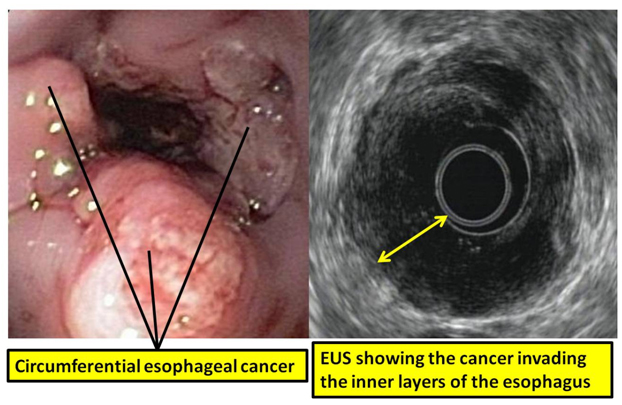 Circumferential esophageal cancer
EUS showing the cancer invading
the inner layers of the esophagus